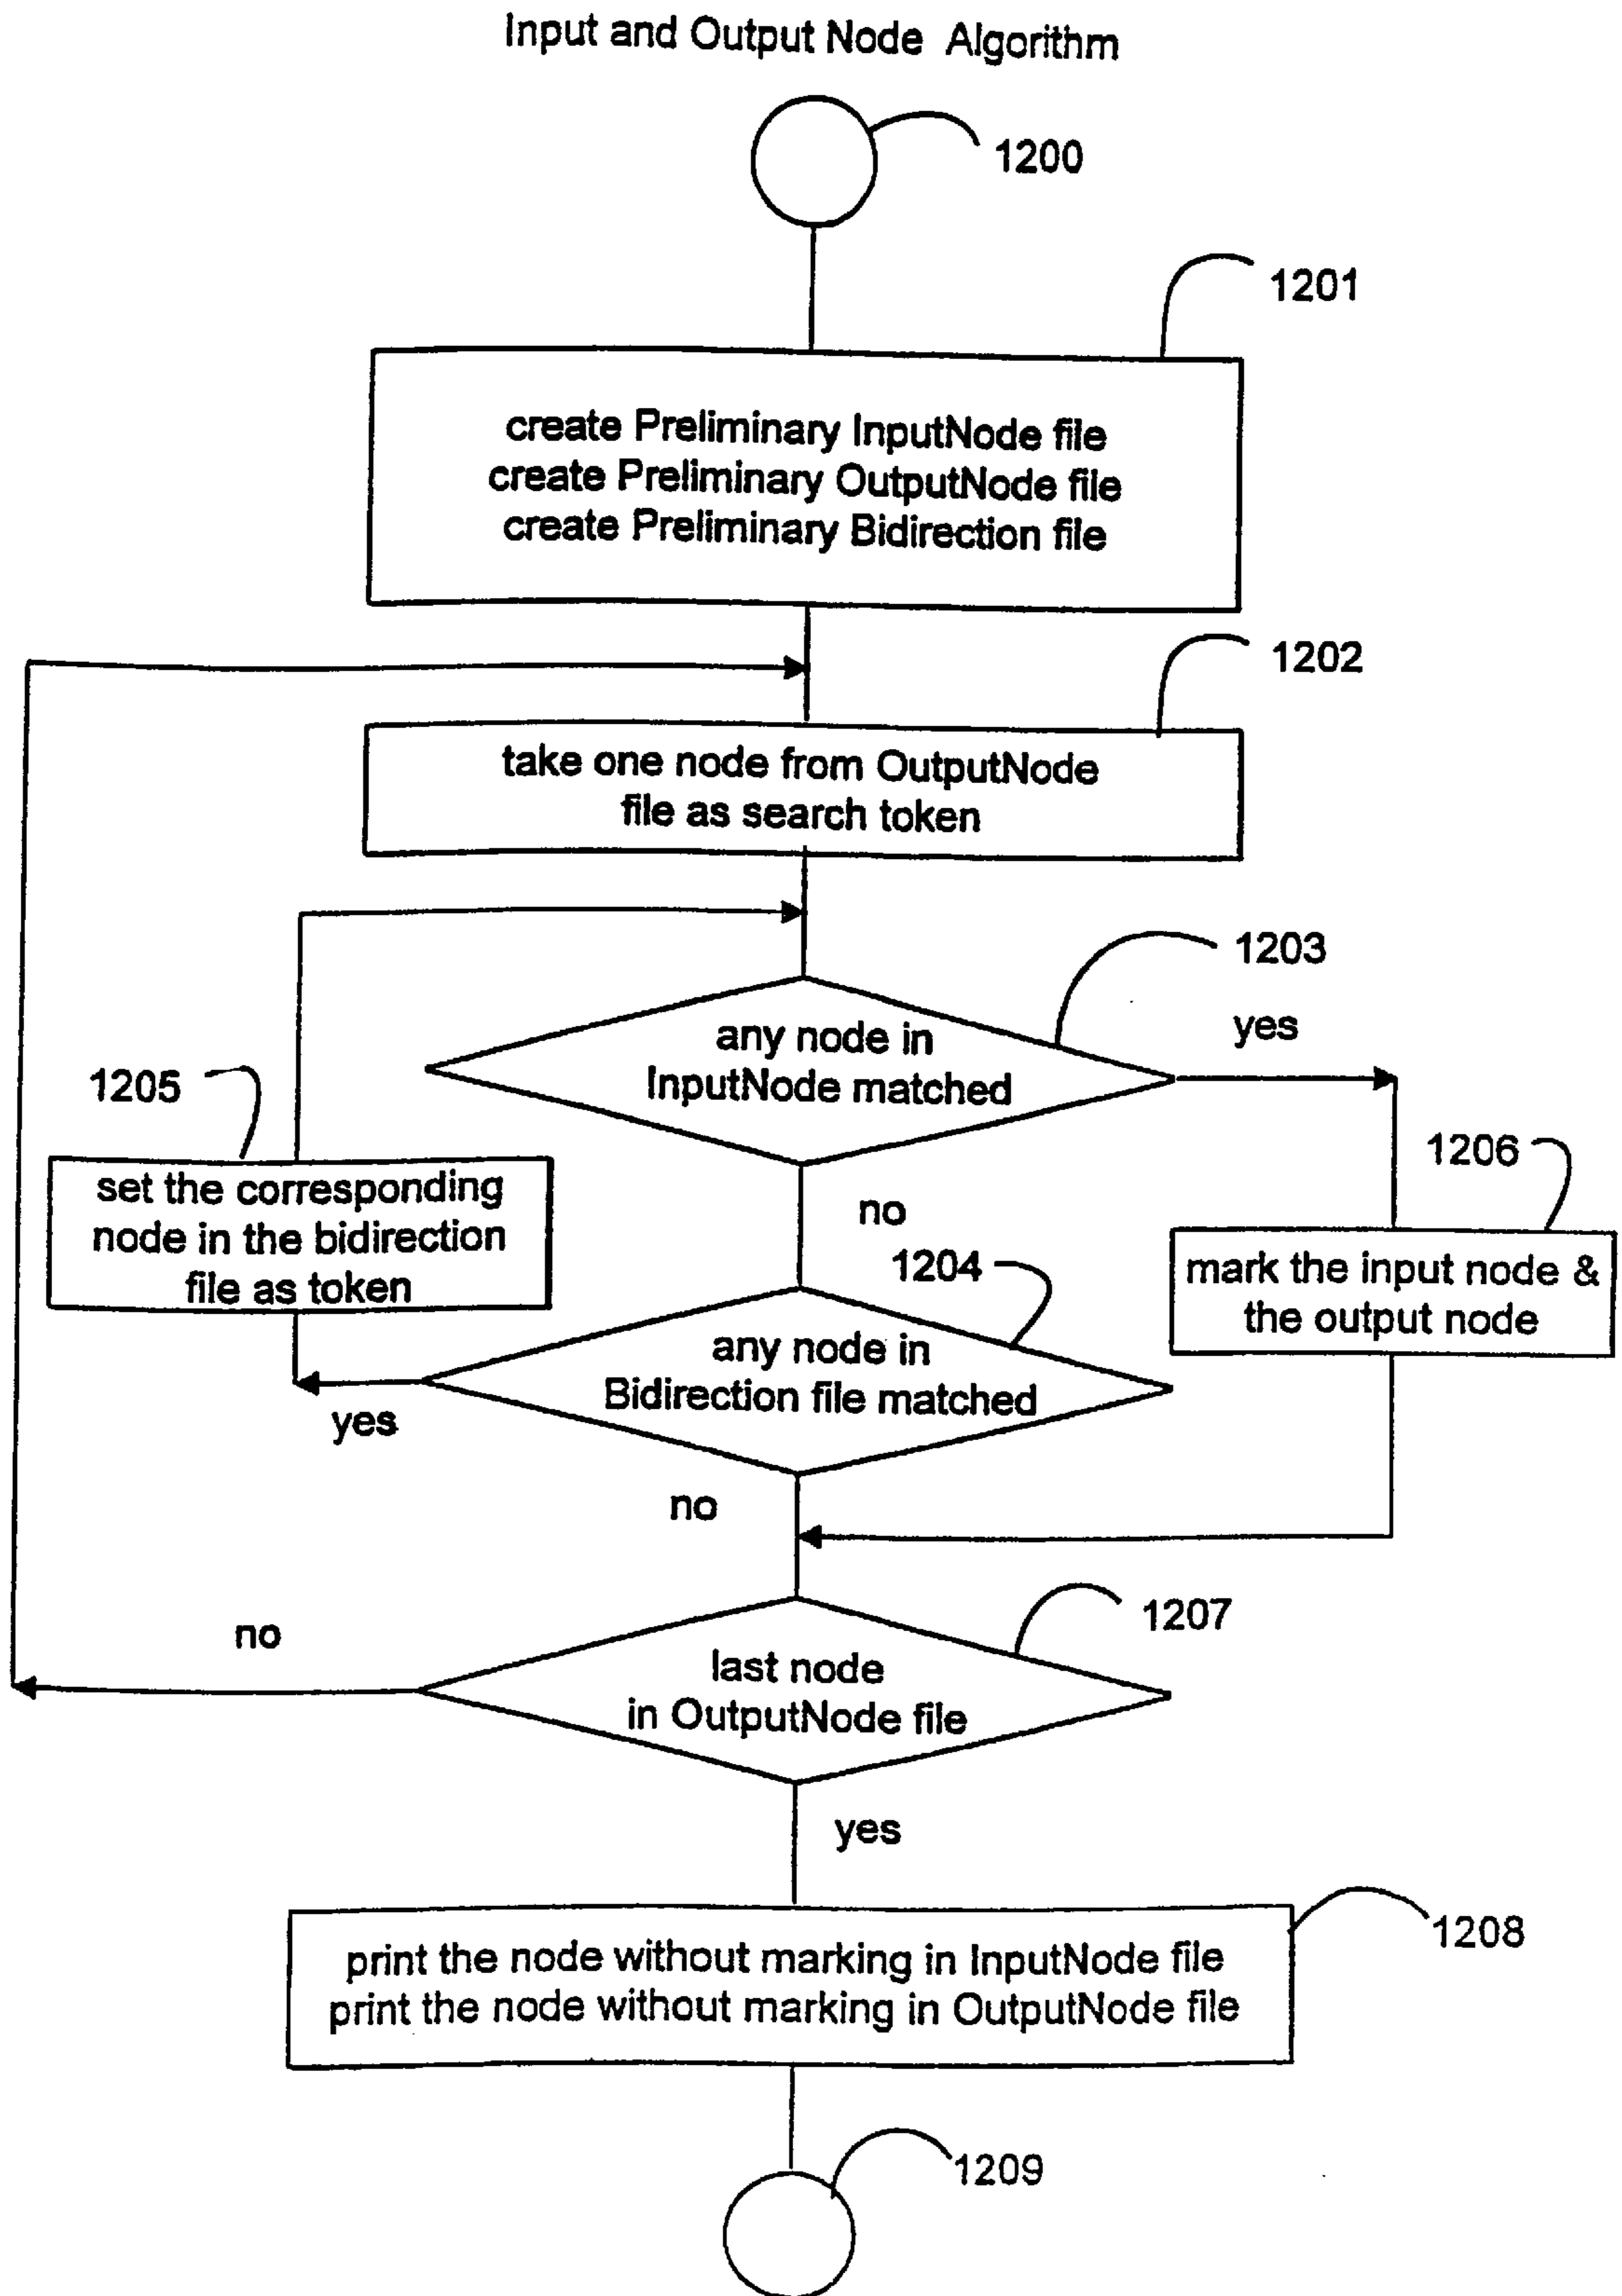 Input and Output Node Algorithm
1200
1201
create Preliminary InputNode file
create Preliminary OutputNode file
create Preliminary Bidirection file
1202
take one node from OutputNode
file as search token
1203
any node in
InputNode matched
yes
1205
1206
set the corresponding
node in the bidirection
file as token
no
mark the input node &
the output node
1204
any node in
Bidirection file matched
yes
no
1207
no
last node
in OutputNode file
yes
1208
print the node without marking in InputNode file
print the node without marking in OutputNode file
1209